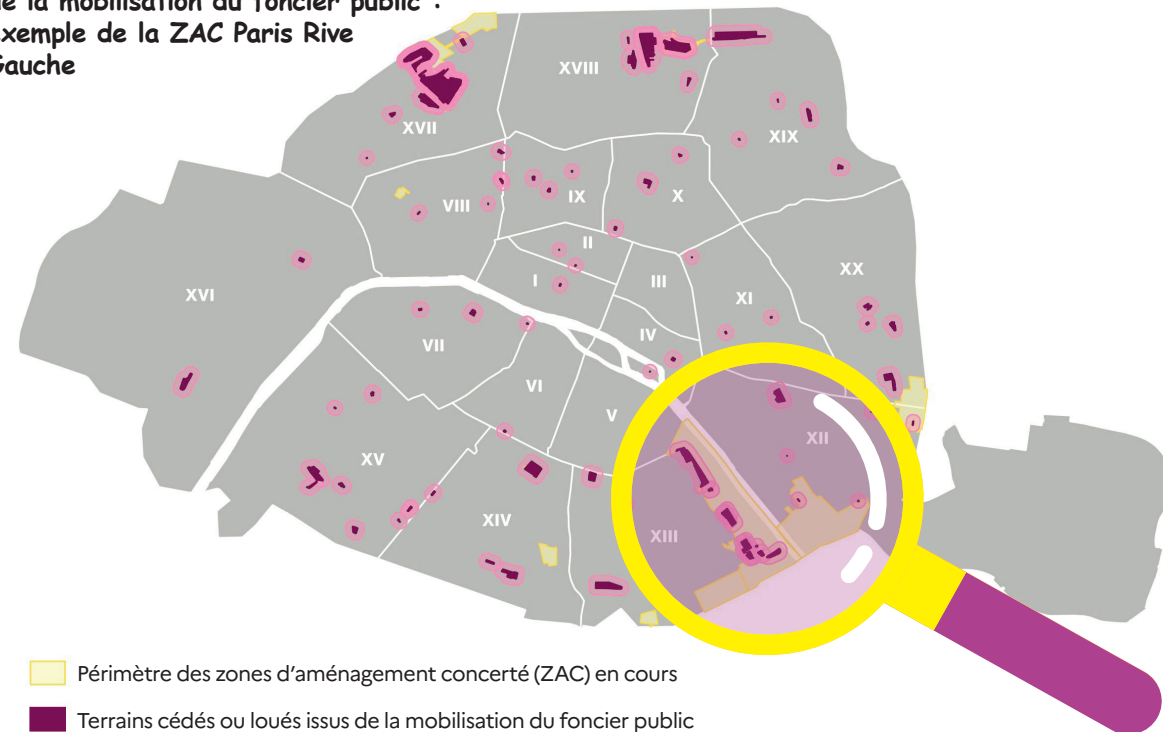 de la mobilisation du foncier public :
exemple de la ZAC Paris Rive
Gauche
XVIII
XVII
XIX
VIII
IX
X
II
I
III
XVI
XX
XI
IV
VII
VI
V
XII
XV
XIV
XIII
Périmètre des zones d’aménagement concerté (ZAC) en cours
Terrains cédés ou loués issus de la mobilisation du foncier public